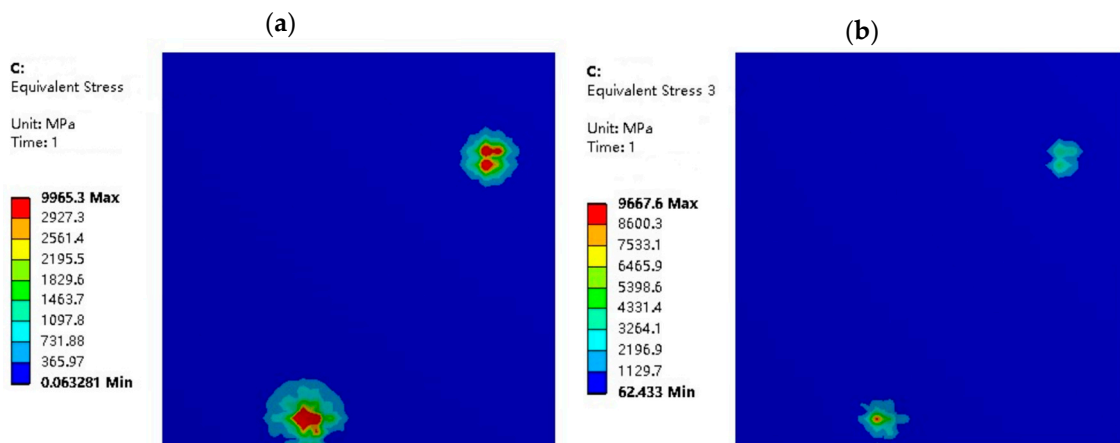 (a)
C:
Equivalent Stress
Unit: MPa
Time: 1
9965.3 Max
2927.3
2561.4
2195.5
1829.6
1463.7
1097.8
731.88
365.97
0.063281 Min
(b)
C:
Equivalent Stress 3
Unit: MPa
Time: 1
9667.6 Max
8600.3
7533.1
6465.9
5398.6
4331.4
3264.1
2196.9
1129.7
62.433 Min